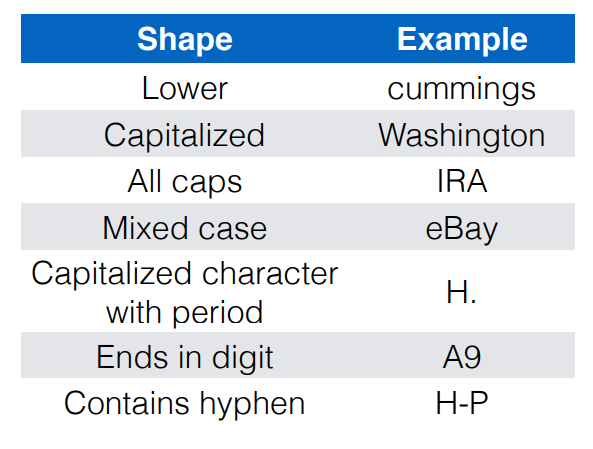 Shape Example
Lower cummings
Capitalized Washington
All caps IRA
Mixed case eBay
Capitalized character
with period H.
Ends in digit A9
Contains hyphen H-P